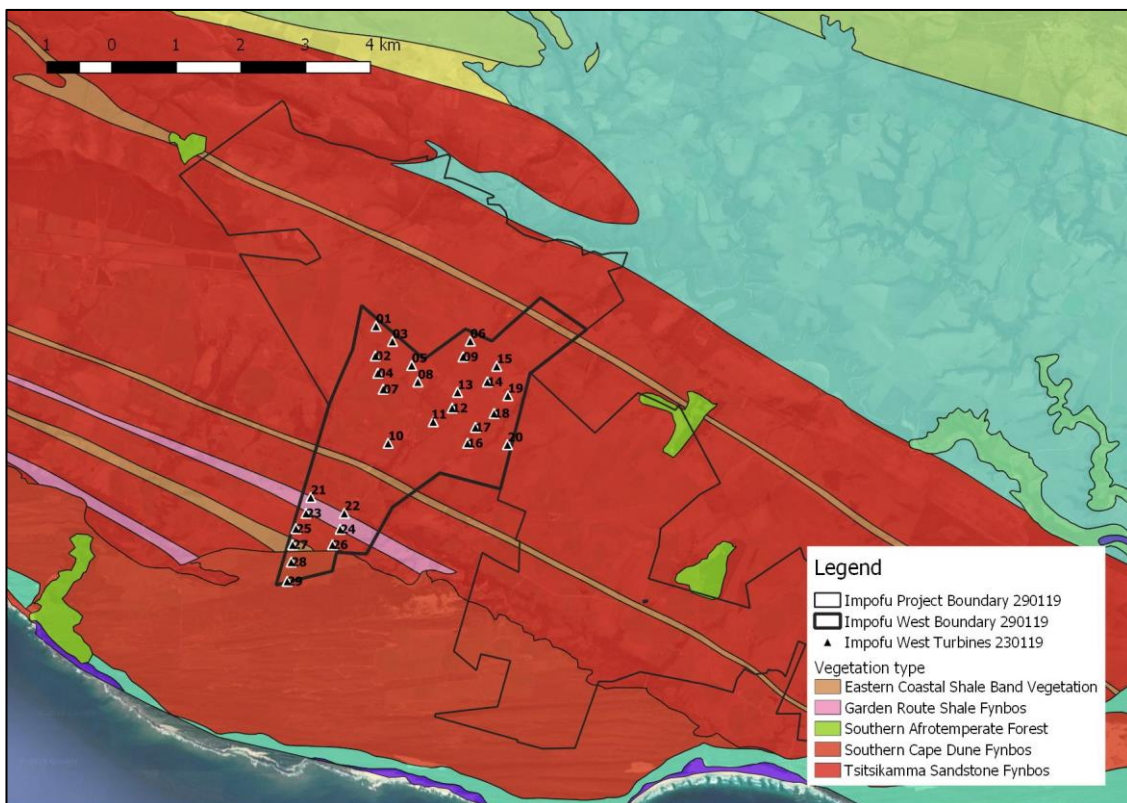 1 0 1 2 3 4 km
01
03
06
02
05
09
15
04
08
14
07
13
19
12
18
11
17
10
16
20
21
23
22
25
24
27
26
28
29
Legend
Impofu Project Boundary 290119
Impofu West Boundary 290119
Impofu West Turbines 230119
Vegetation type
Eastern Coastal Shale Band Vegetation
Garden Route Shale Fynbos
Southern Afrotemperate Forest
Southern Cape Dune Fynbos
Tsitsikamma Sandstone Fynbos